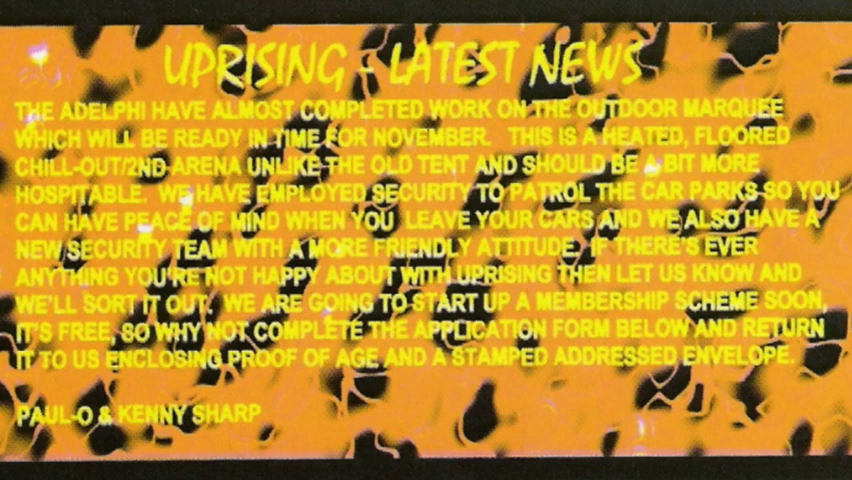 UPRISING - LATEST NEWS
THE ADELPHI HAVE ALMOST COMPLETED WORK ON THE OUTDOOR MARQUEE
WHICH WILL BE READY IN TIME FOR NOVEMBER. THIS IS A HEATED, FLOORED
CHILL-OUT/2ND ARENA UNLIKE THE OLD TENT AND SHOULD BE A BIT MORE
HOSPITABLE. WE HAVE EMPLOYED SECURITY TO PATROL THE CAR PARKS SO YOU
CAN HAVE PEACE OF MIND WHEN YOU LEAVE YOUR CARS AND WE ALSO HAVE A
NEW SECURITY TEAM WITH A MORE FRIENDLY ATTITUDE. IF THERE'S EVER
ANYTHING YOU'RE NOT HAPPY ABOUT WITH UPRISING THEN LET US KNOW AND
WE'LL SORT IT OUT. WE ARE GOING TO START UP A MEMBERSHIP SCHEME SOON,
IT'S FREE, SO WHY NOT COMPLETE THE APPLICATION FORM BELOW AND RETURN
IT TO US ENCLOSING PROOF OF AGE AND A STAMPED ADDRESSED ENVELOPE.
PAUL-O & KENNY SHARP